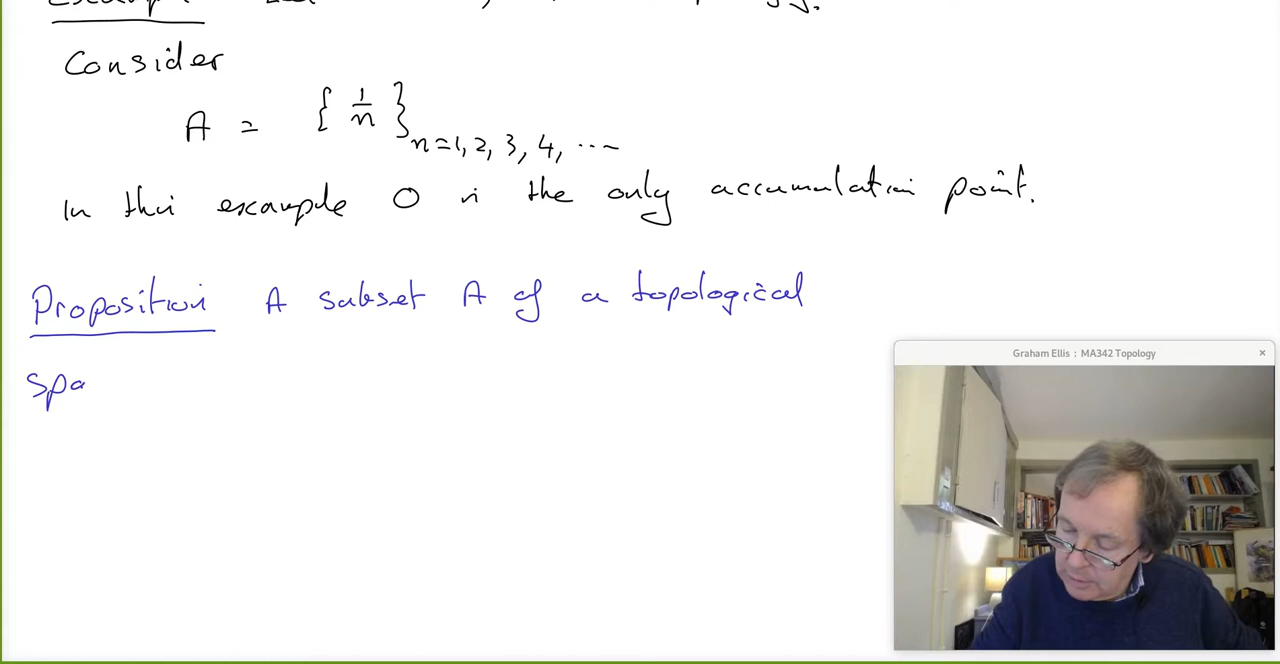 Consider
A = { 1/n } n=1, 2, 3, 4, ...
In this example 0 is the only accumulation point.
Proposition A subset A of a topological
spa
Graham Ellis : MA342 Topology
×